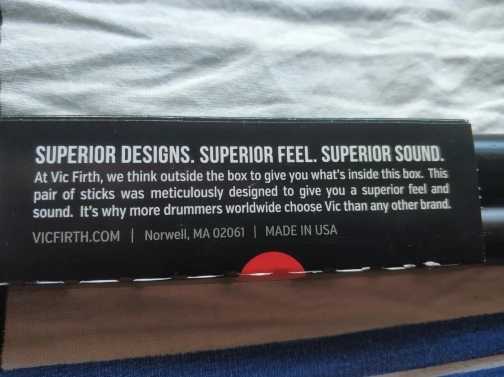 SUPERIOR DESIGNS. SUPERIOR FEEL. SUPERIOR SOUND.
At Vic Firth, we think outside the box to give you what's inside this box. This
pair of sticks was meticulously designed to give you a superior feel and
sound. It's why more drummers worldwide choose Vic than any other brand.
VICFIRTH.COM | Norwell, MA 02061 | MADE IN USA